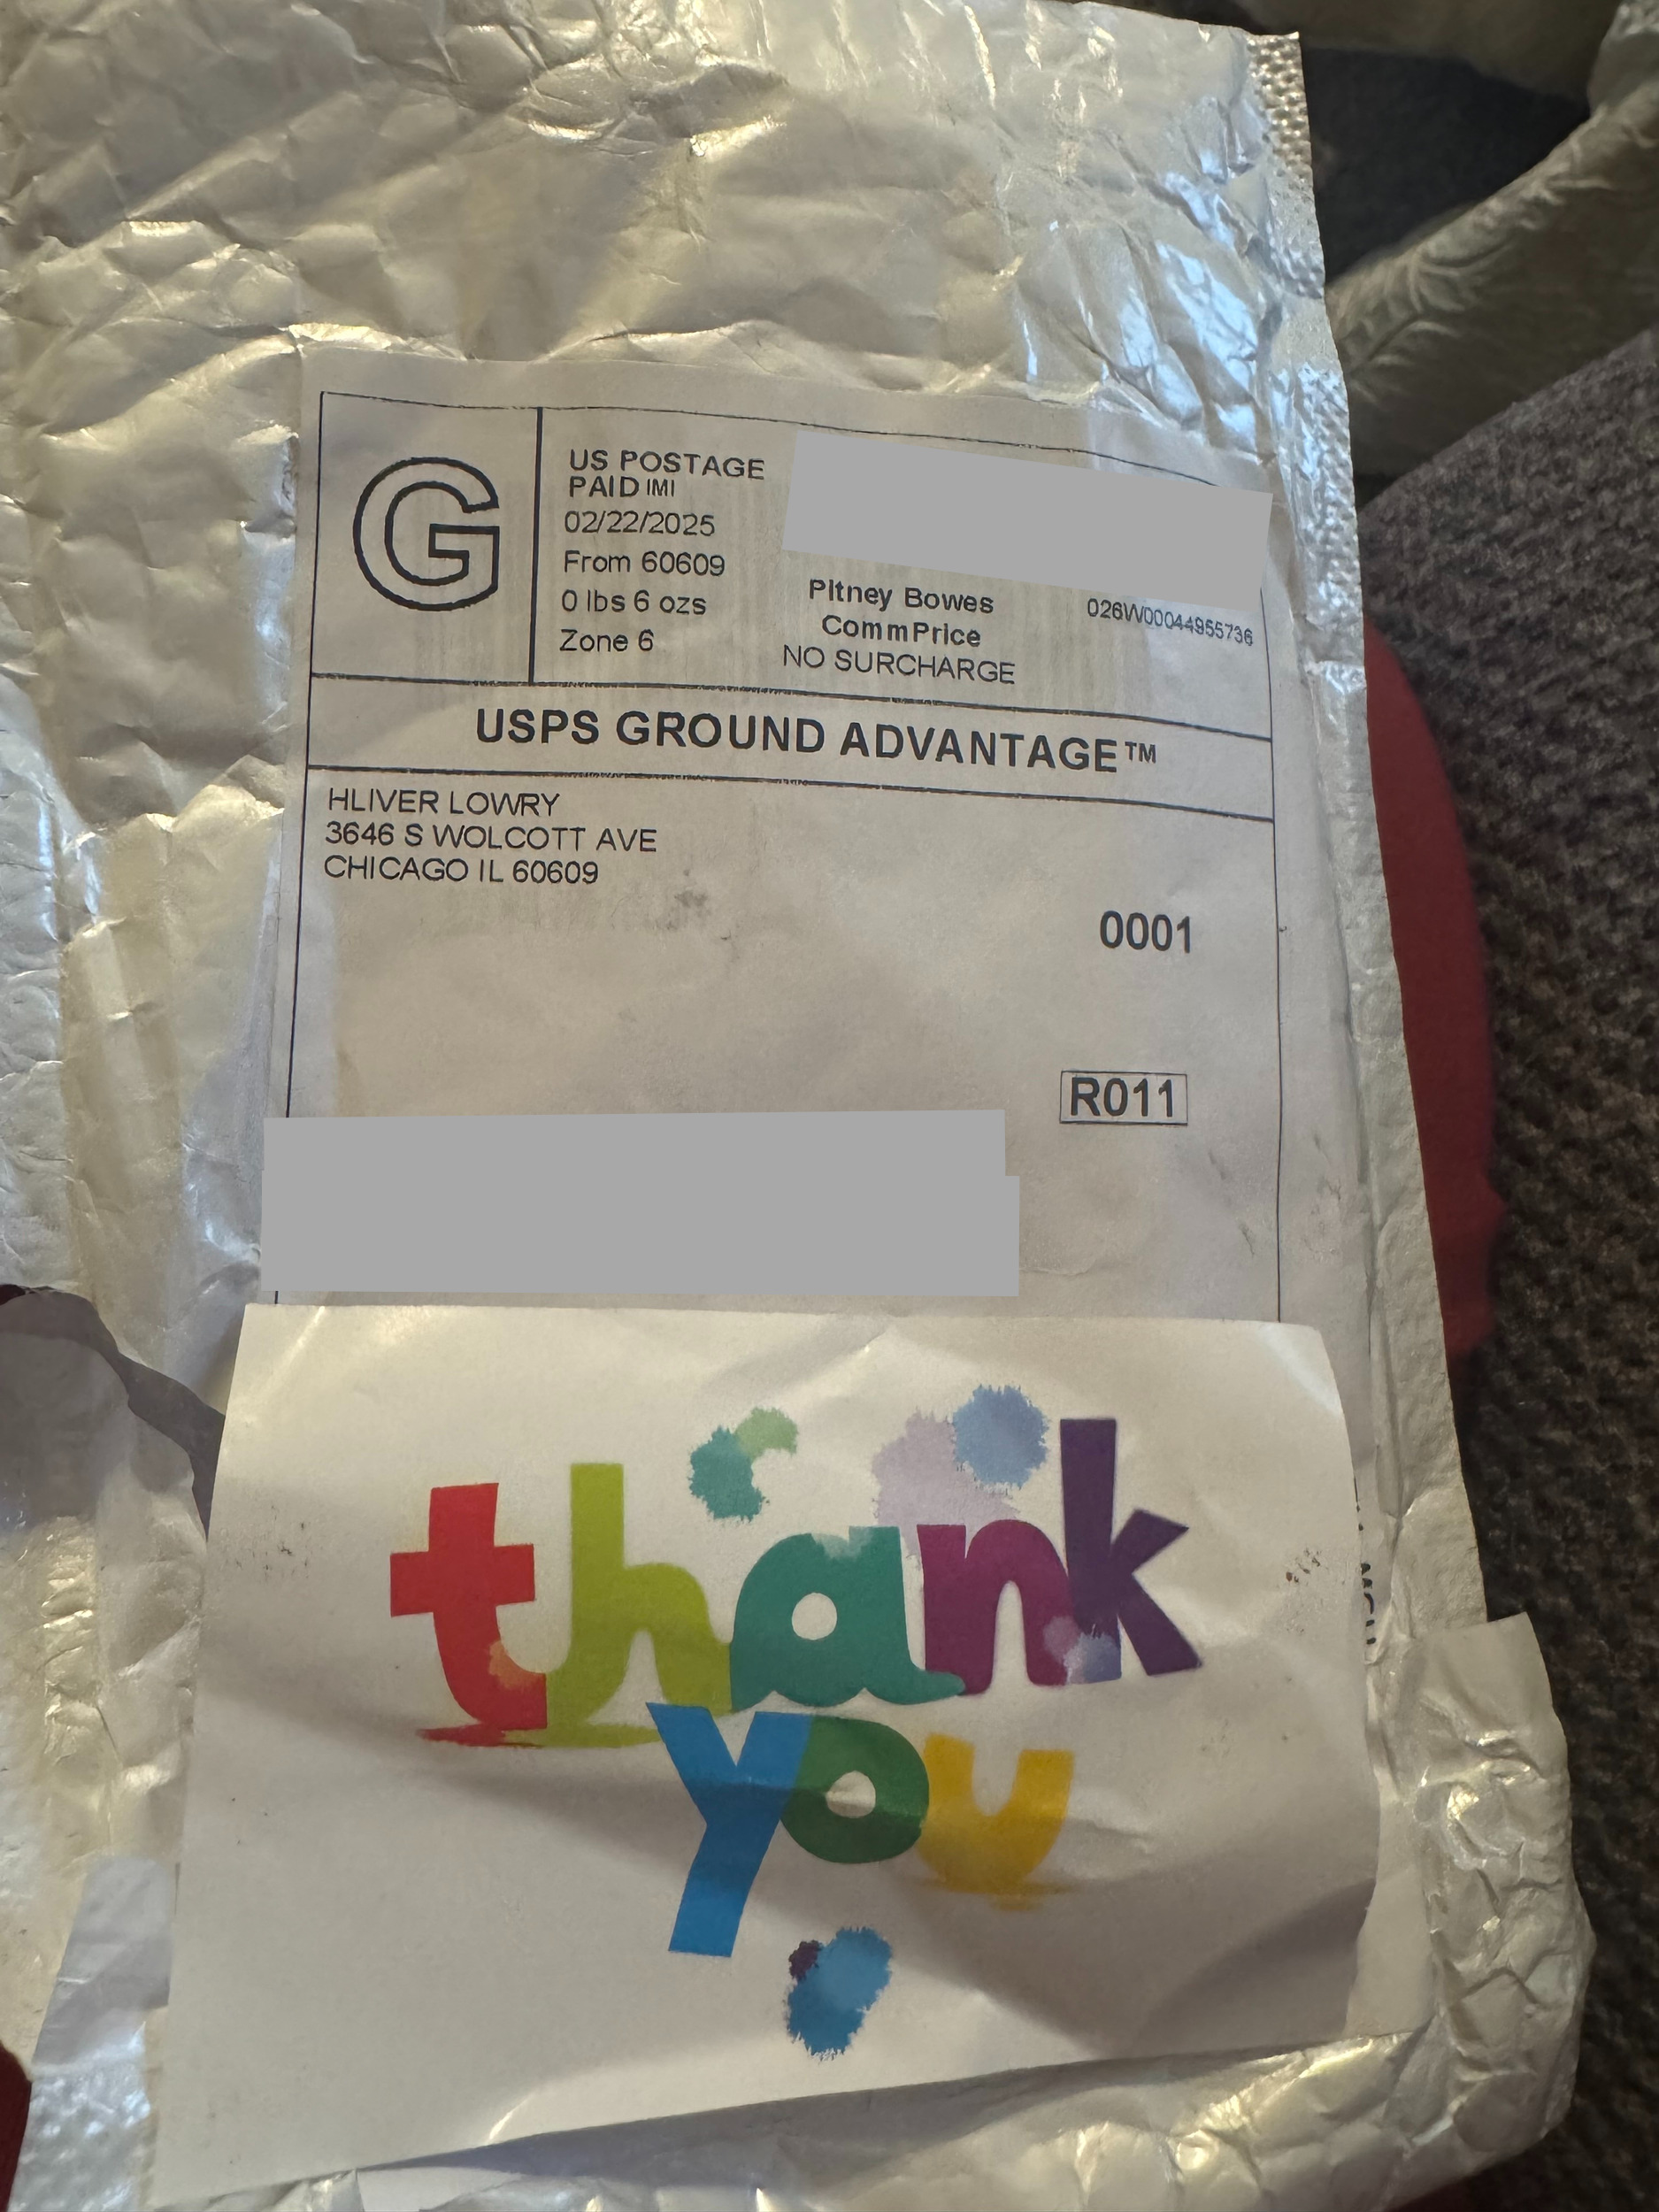 G
US POSTAGE
PAID IMI
02/22/2025
From 60609
0 lbs 6 ozs
Zone 6
Pitney Bowes
CommPrice
NO SURCHARGE
026W00044955736
USPS GROUND ADVANTAGE™
HLIVER LOWRY
3646 S WOLCOTT AVE
CHICAGO IL 60609
0001
R011
thank
you